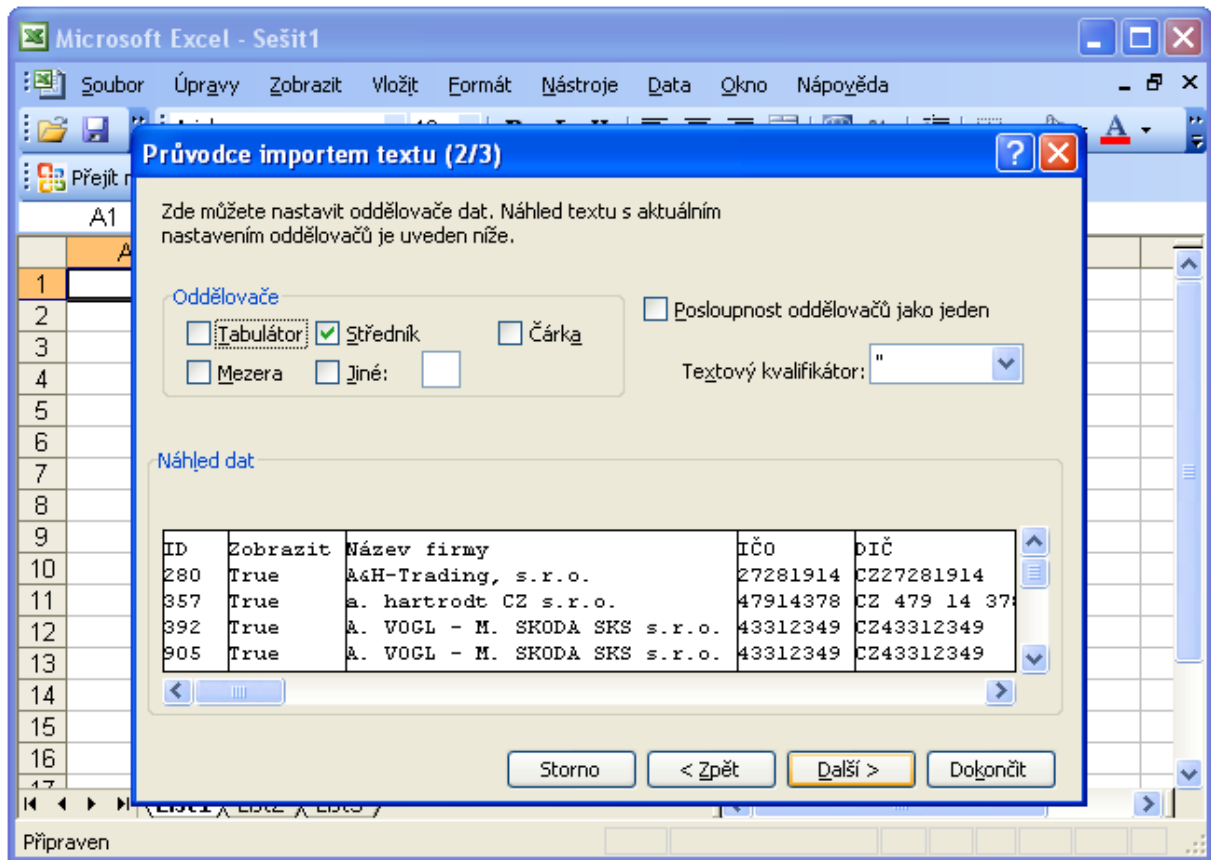 Microsoft Excel - Sešit1
Soubor Úpravy Zobrazit Vložit Formát Nástroje Data Okno Nápověda
Přejít
Průvodce importem textu (2/3)
A1
Zde můžete nastavit oddělovače dat. Náhled textu s aktuálním
nastavením oddělovačů je uveden níže.
A
Oddělovače
Tabulátor Středník Čárka
Mezera Jiné:
Posloupnost oddělovačů jako jeden
Textový kvalifikátor: "
Náhled dat
ID Zobrazit Název firmy IČO DIČ
280 True A&H-Trading, s.r.o. 27281914 CZ27281914
357 True a. hartrodt CZ s.r.o. 47914378 CZ 479 14 378
392 True A. VOGL - M. SKODA SKS s.r.o. 43312349 CZ43312349
905 True A. VOGL - M. SKODA SKS s.r.o. 43312349 CZ43312349
Storno < Zpět Další > Dokončit
1
2
3
4
5
6
7
8
9
10
11
12
13
14
15
16
17
List1 List2 List3
Připraven